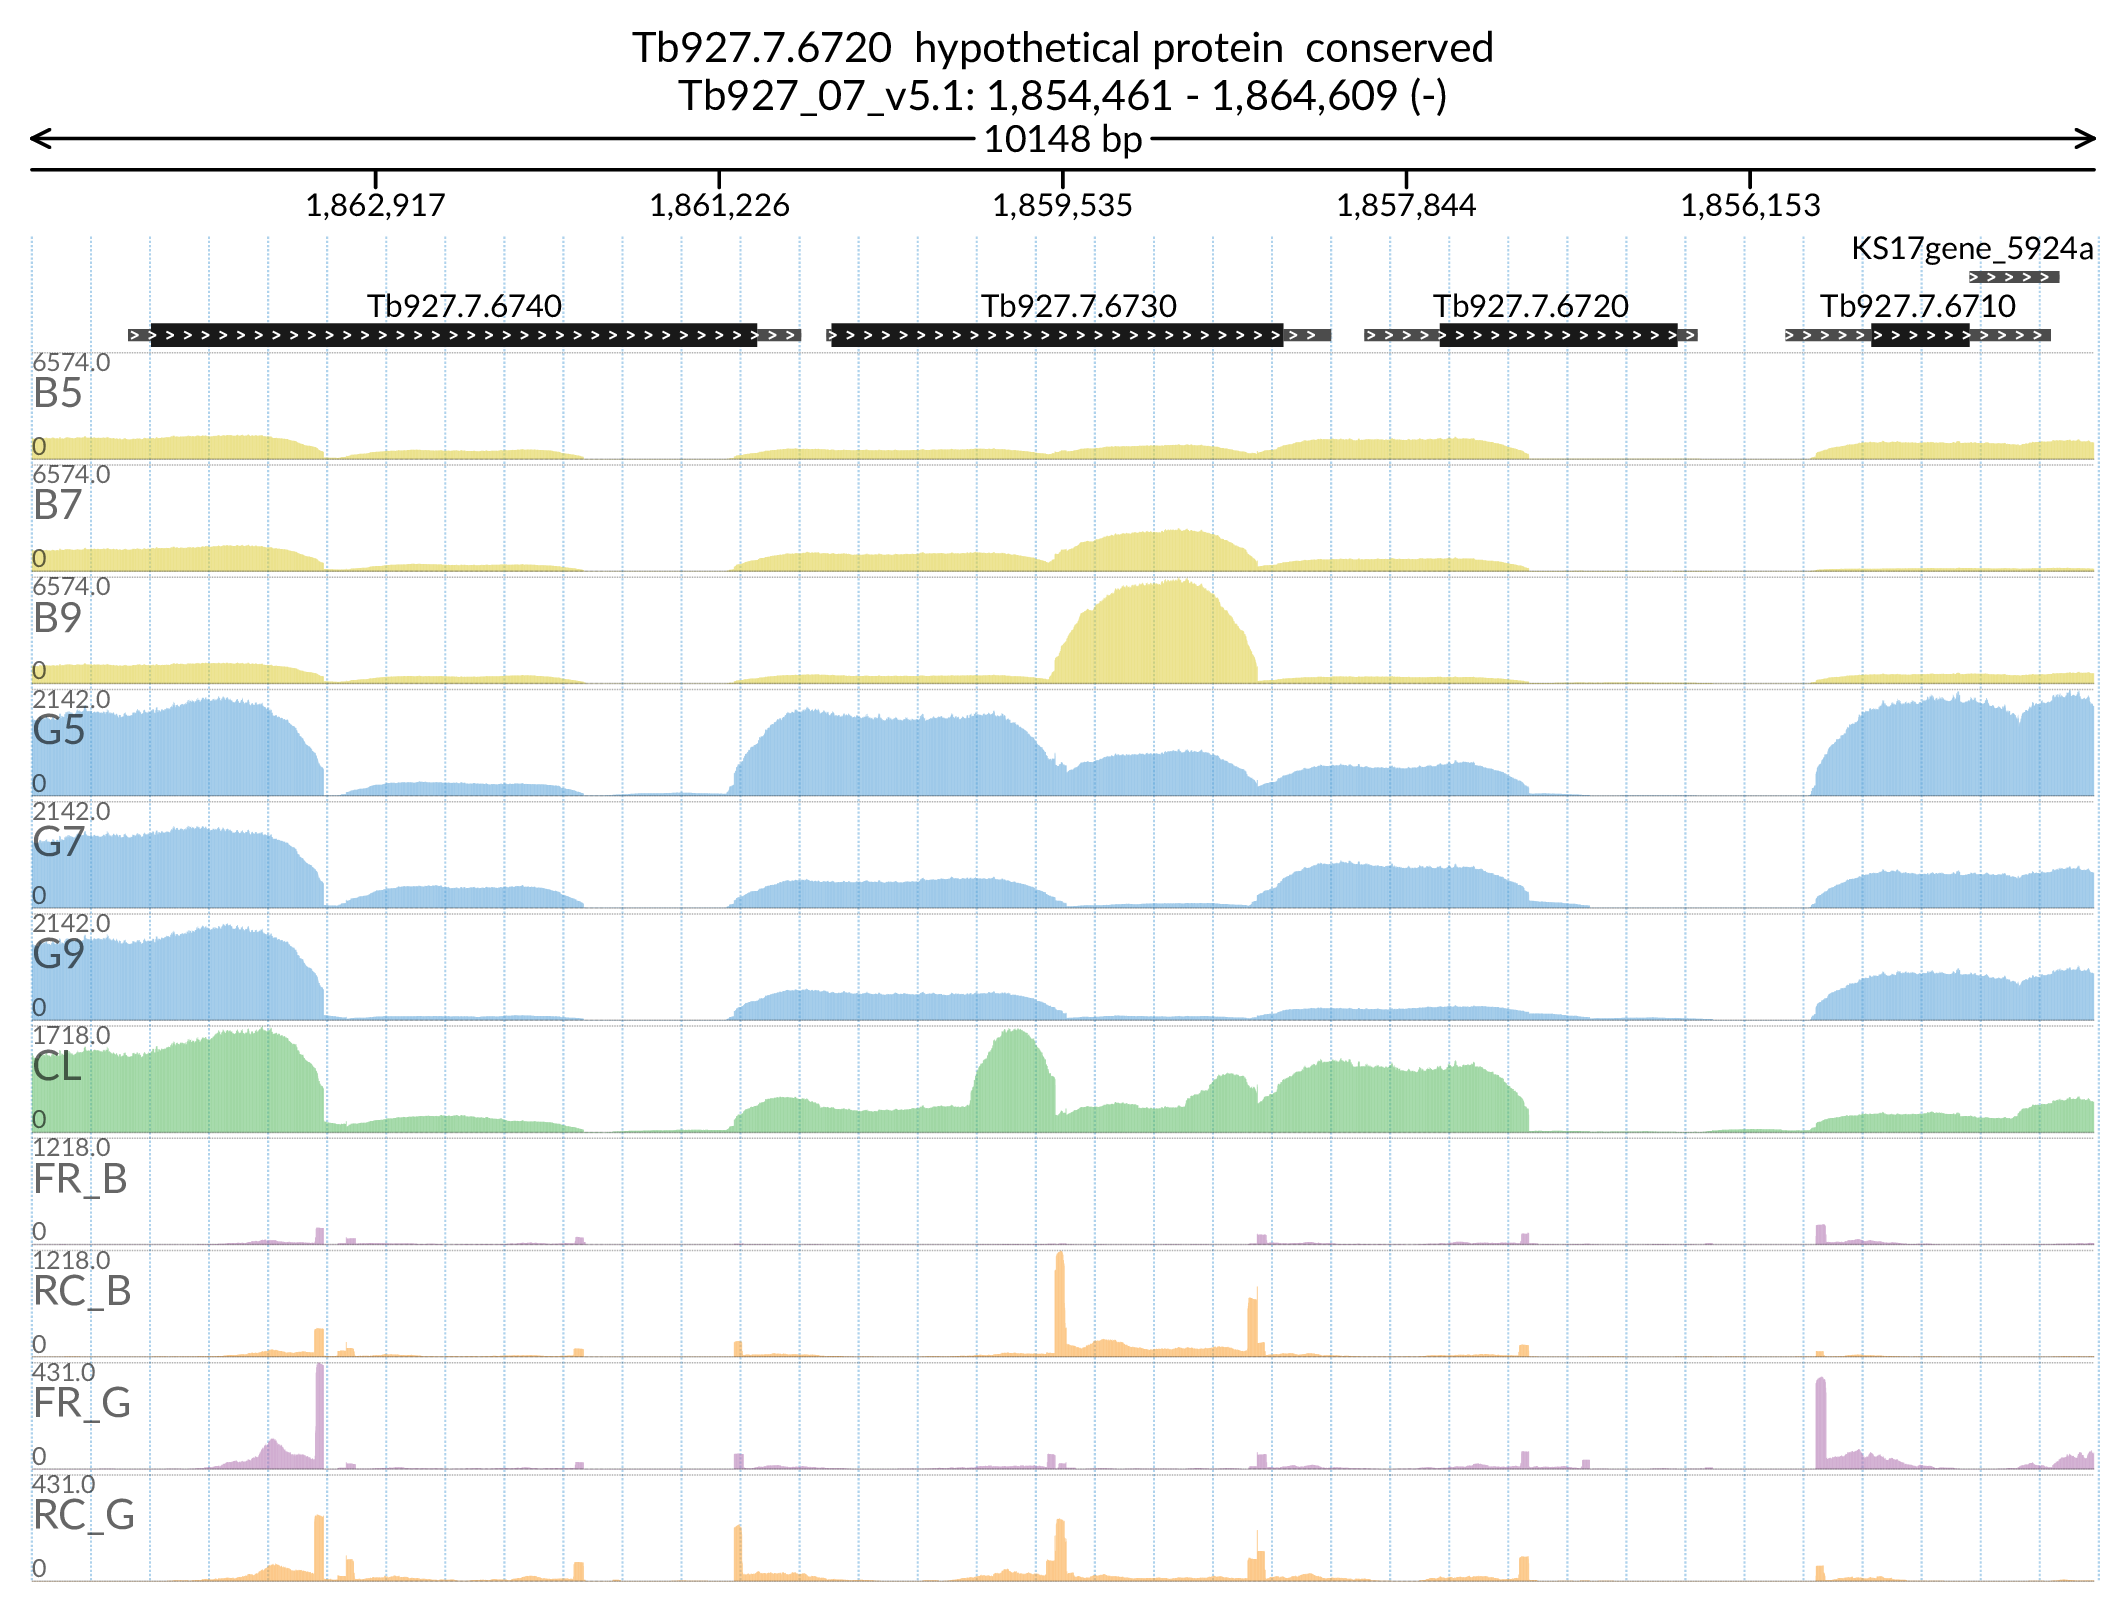 Tb927.7.6720  hypothetical protein  conserved
Tb927_07_v5.1: 1,854,461 - 1,864,609 (-)
10148 bp
1,862,917 1,861,226 1,859,535 1,857,844 1,856,153
KS17gene_5924a
Tb927.7.6740 Tb927.7.6730 Tb927.7.6720 Tb927.7.6710
6574.0
B5
0
6574.0
B7
0
6574.0
B9
0
2142.0
G5
0
2142.0
G7
0
2142.0
G9
0
1718.0
CL
0
1218.0
FR_B
0
1218.0
RC_B
0
431.0
FR_G
0
431.0
RC_G
0